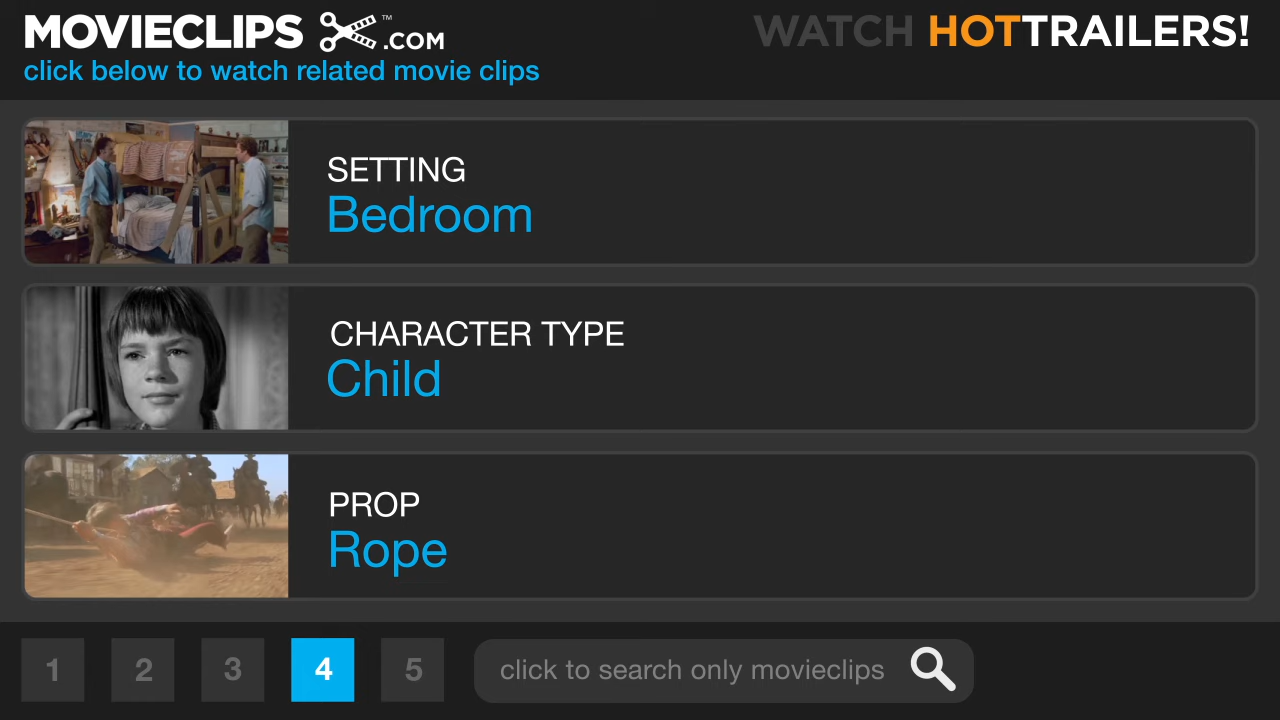 MOVIECLIPS ™ .COM
WATCH HOTTRAILERS!
click below to watch related movie clips
SETTING
Bedroom
CHARACTER TYPE
Child
PROP
Rope
1 2 3 4 5
click to search only movieclips